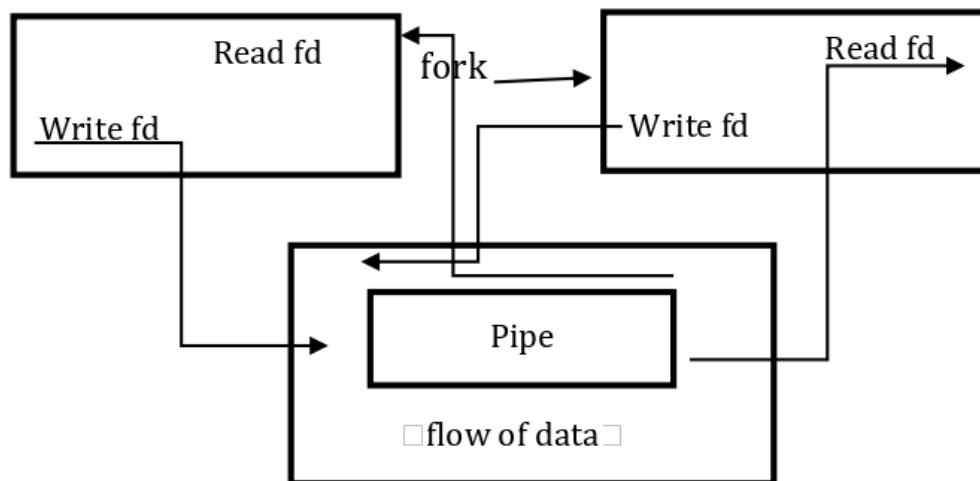 Read fd
fork
Read fd
Write fd
Write fd
Pipe
flow of data